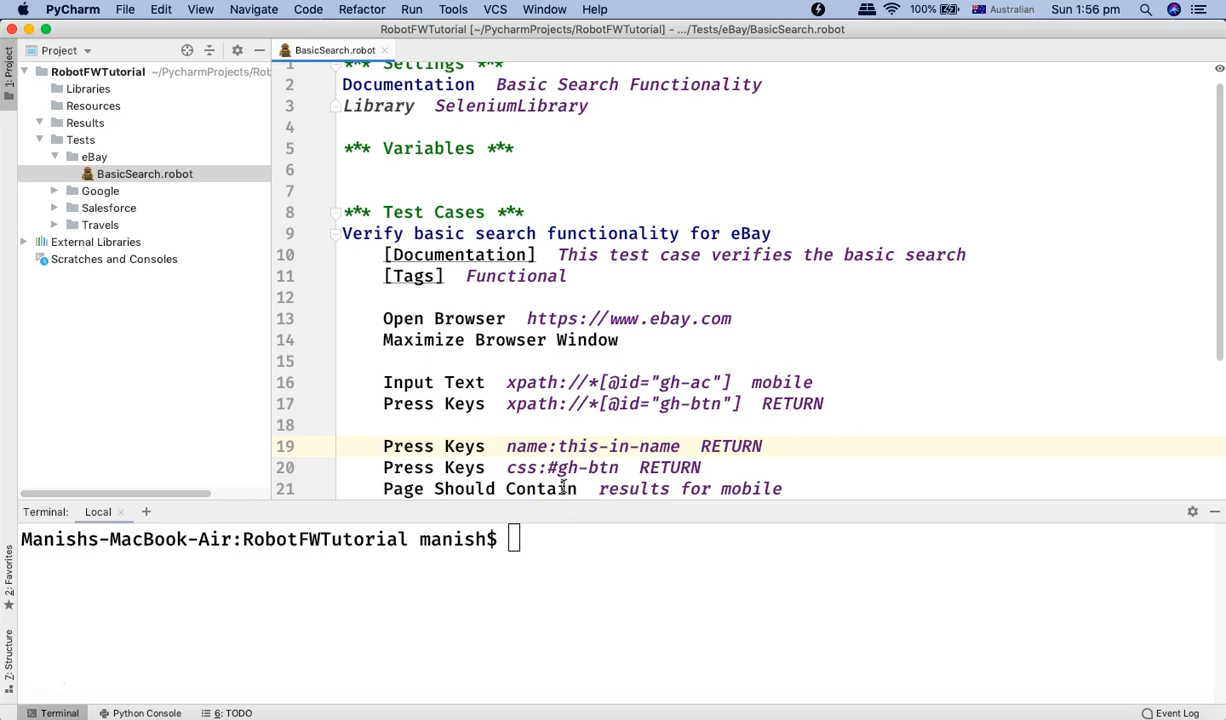 PyCharm File Edit View Navigate Code Refactor Run Tools VCS Window Help 100% Australian Sun 1:56 pm
RobotFWTutorial [~/PycharmProjects/RobotFWTutorial] - .../Tests/eBay/BasicSearch.robot
Project
BasicSearch.robot
1: Project
RobotFWTutorial ~/PycharmProjects/Rob
Libraries
Resources
Results
Tests
eBay
BasicSearch.robot
Google
Salesforce
Travels
External Libraries
Scratches and Consoles
1 *** Settings ***
2 Documentation Basic Search Functionality
3 Library SeleniumLibrary
4
5 *** Variables ***
6
7
8 *** Test Cases ***
9 Verify basic search functionality for eBay
10 [Documentation] This test case verifies the basic search
11 [Tags] Functional
12
13 Open Browser https://www.ebay.com
14 Maximize Browser Window
15
16 Input Text xpath://*[@id="gh-ac"] mobile
17 Press Keys xpath://*[@id="gh-btn"] RETURN
18
19 Press Keys name:this-in-name RETURN
20 Press Keys css:#gh-btn RETURN
21 Page Should Contain results for mobile
Terminal: Local +
Manishs-MacBook-Air:RobotFWTutorial manish$
2: Favorites
Z: Structure
Terminal Python Console 6: TODO Event Log